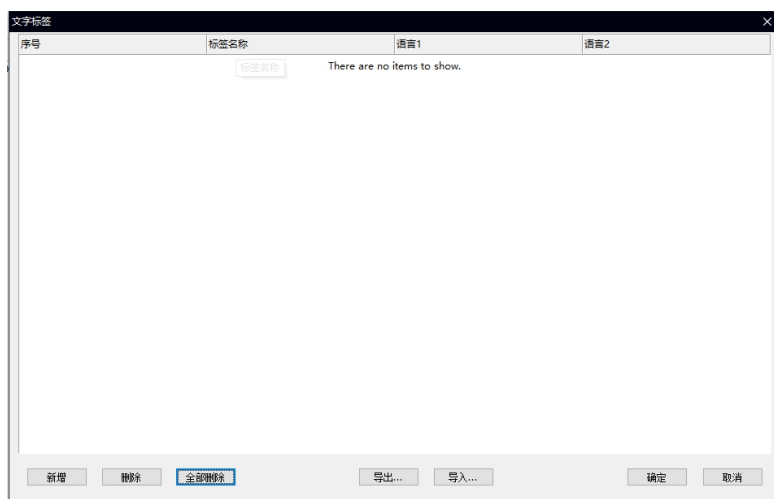 文字标签
序号 标签名称 语言1 语言2
标签名称
There are no items to show.
新增 删除 全部删除 导出... 导入... 确定 取消